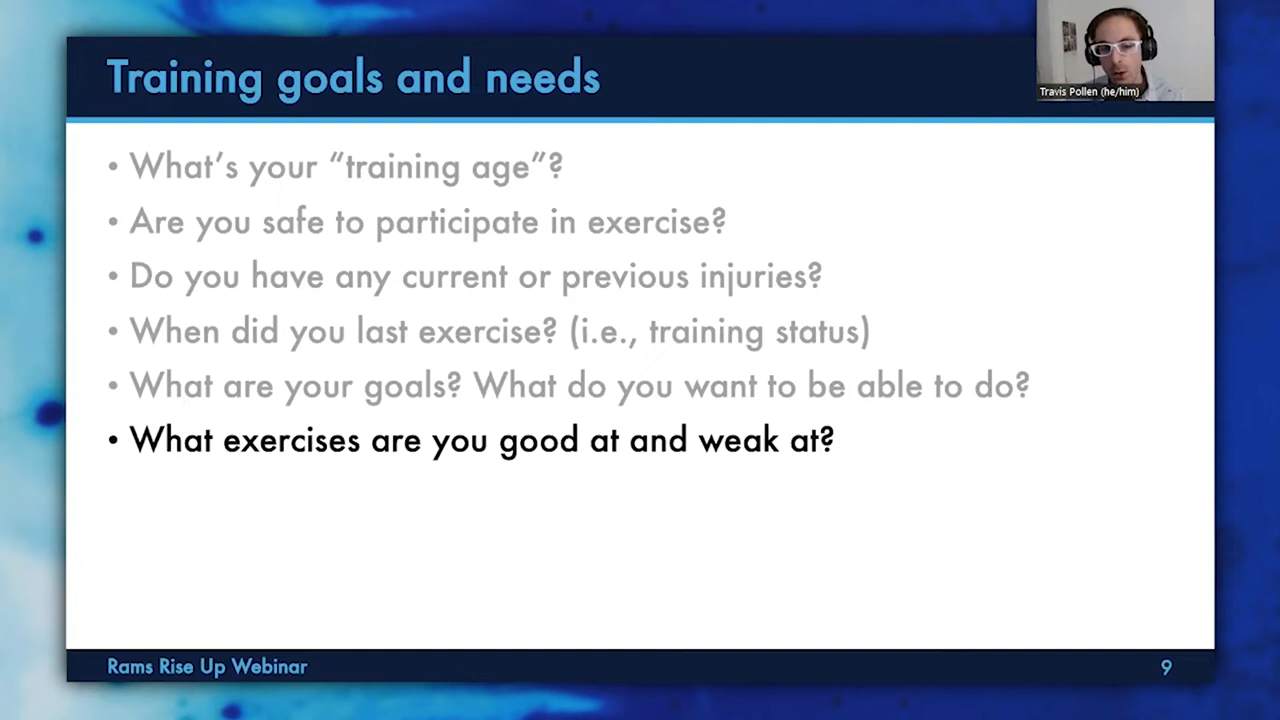 Training goals and needs
Travis Pollen (he/him)
• What's your “training age”?
• Are you safe to participate in exercise?
• Do you have any current or previous injuries?
• When did you last exercise? (i.e., training status)
• What are your goals? What do you want to be able to do?
• What exercises are you good at and weak at?
Rams Rise Up Webinar
9